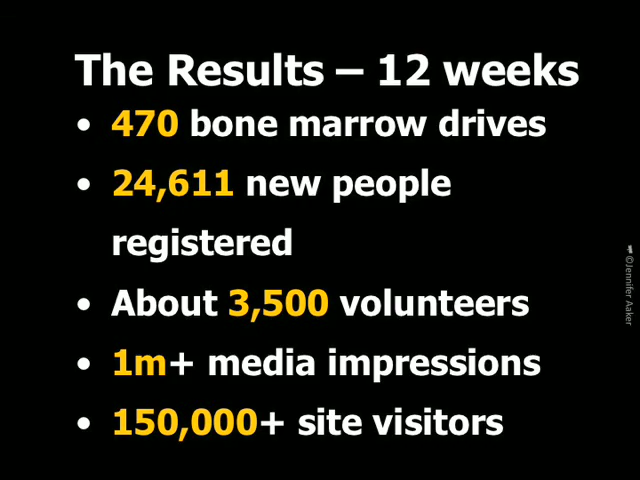 The Results – 12 weeks
• 470 bone marrow drives
• 24,611 new people
registered
• About 3,500 volunteers
• 1m+ media impressions
• 150,000+ site visitors
©Jennifer Aaker